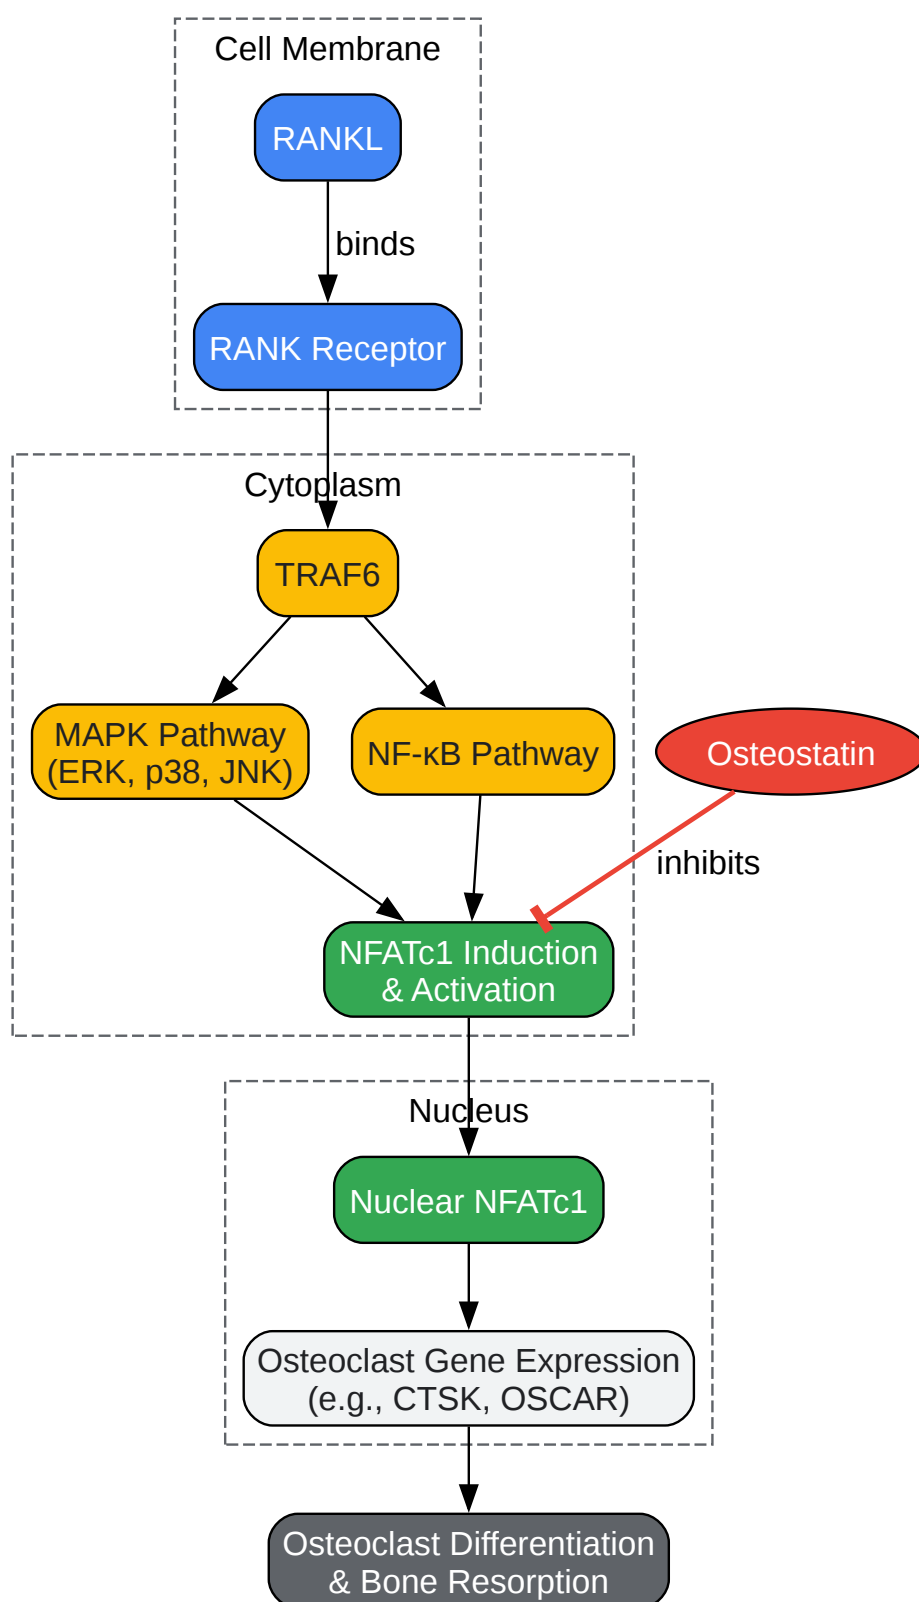 Cell Membrane
RANKL
binds
RANK Receptor
Cytoplasm
TRAF6
MAPK Pathway
(ERK, p38, JNK)
NF-κB Pathway
Osteostatin
inhibits
NFATc1 Induction
& Activation
Nucleus
Nuclear NFATc1
Osteoclast Gene Expression
(e.g., CTSK, OSCAR)
Osteoclast Differentiation
& Bone Resorption